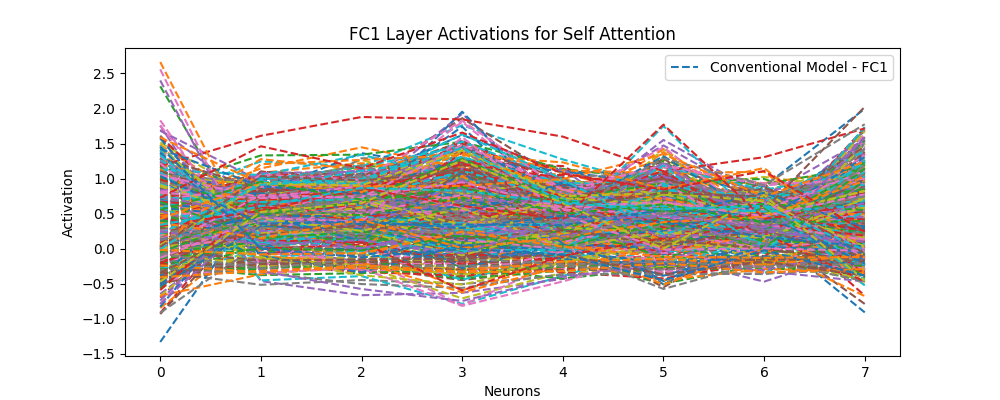 FC1 Layer Activations for Self Attention
Conventional Model - FC1
2.5
2.0
1.5
1.0
0.5
0.0
−0.5
−1.0
−1.5
Activation
0 1 2 3 4 5 6 7
Neurons